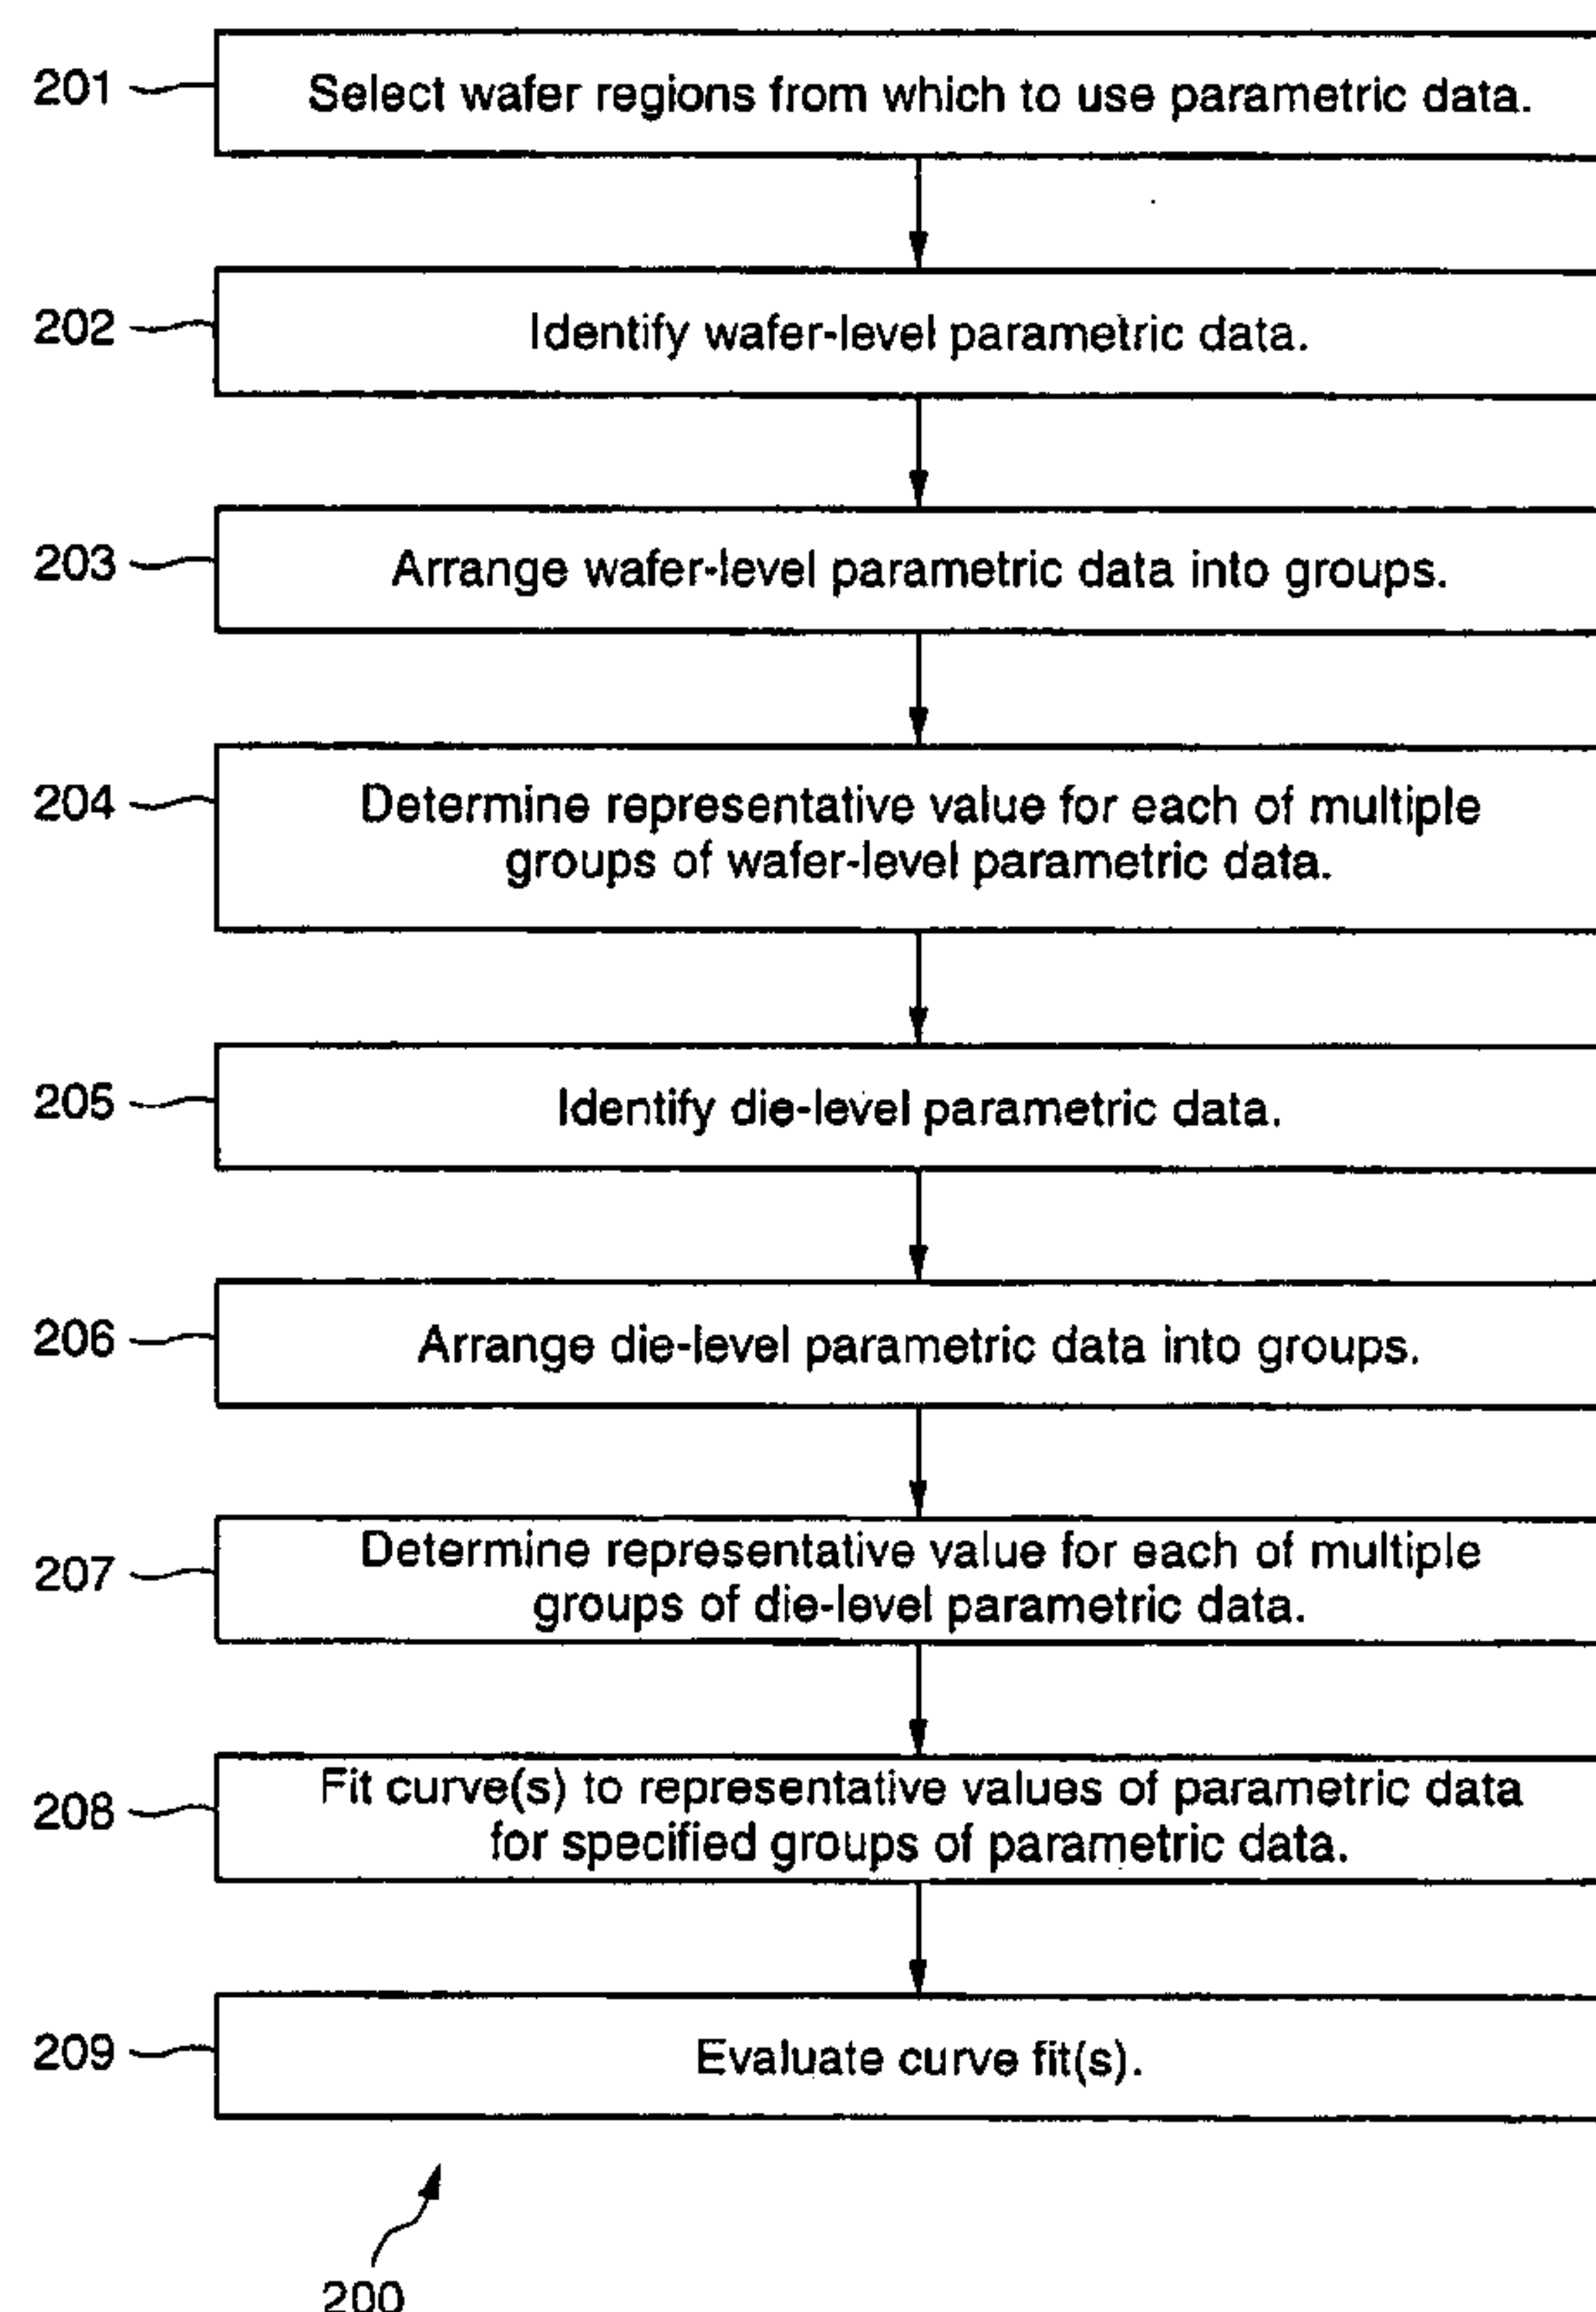 201
Select wafer regions from which to use parametric data.
202
Identify wafer-level parametric data.
203
Arrange wafer-level parametric data into groups.
204
Determine representative value for each of multiple
groups of wafer-level parametric data.
205
Identify die-level parametric data.
206
Arrange die-level parametric data into groups.
207
Determine representative value for each of multiple
groups of die-level parametric data.
208
Fit curve(s) to representative values of parametric data
for specified groups of parametric data.
209
Evaluate curve fit(s).
200